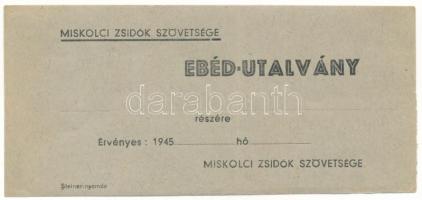 MISKOLCI ZSIDÓK SZÖVETSÉGE
EBÉD-UTALVÁNY
darabanth
részére
Érvényes: 1945 hó
MISKOLCI ZSIDÓK SZÖVETSÉGE
Steiner-nyomda